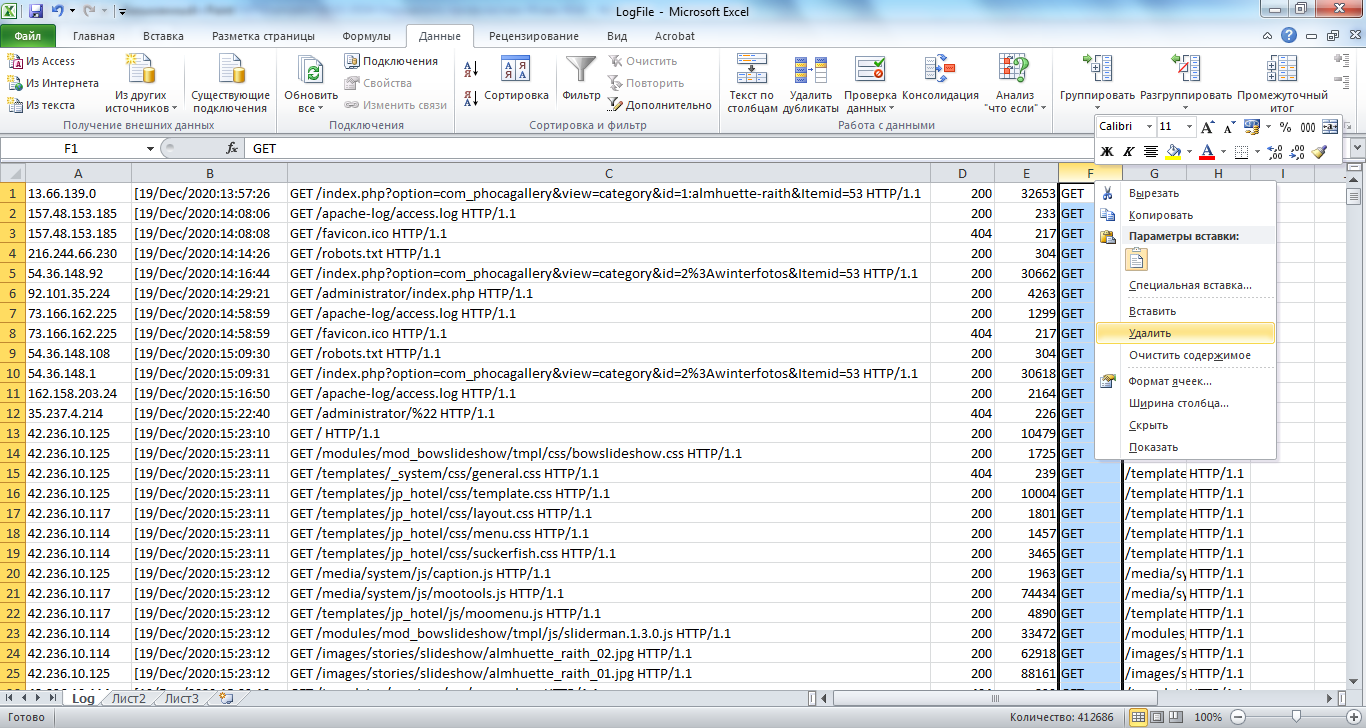 LogFile - Microsoft Excel
Файл Главная Вставка Разметка страницы Формулы Данные Рецензирование Вид Acrobat
Из Access
Из Интернета
Из текста
Из других источников
Существующие подключения
Получение внешних данных
Обновить все
Подключения
Свойства
Изменить связи
Подключения
Сортировка
Фильтр
Очистить
Повторить
Дополнительно
Сортировка и фильтр
Текст по столбцам
Удалить дубликаты
Проверка данных
Консолидация
Анализ "что если"
Работа с данными
Группировать
Разгруппировать
Промежуточный итог
Calibri 11 % 000
Ж К А
F1 fx GET
A B C D E F G H I
1 13.66.139.0 [19/Dec/2020:13:57:26 GET /index.php?option=com_phocagallery&view=category&id=1:almhuette-raith&Itemid=53 HTTP/1.1 200 32653 GET
2 157.48.153.185 [19/Dec/2020:14:08:06 GET /apache-log/access.log HTTP/1.1 200 233 GET
3 157.48.153.185 [19/Dec/2020:14:08:08 GET /favicon.ico HTTP/1.1 404 217 GET
4 216.244.66.230 [19/Dec/2020:14:14:26 GET /robots.txt HTTP/1.1 200 304 GET
5 54.36.148.92 [19/Dec/2020:14:16:44 GET /index.php?option=com_phocagallery&view=category&id=2%3Awinterfotos&Itemid=53 HTTP/1.1 200 30662 GET
6 92.101.35.224 [19/Dec/2020:14:29:21 GET /administrator/index.php HTTP/1.1 200 4263 GET
7 73.166.162.225 [19/Dec/2020:14:58:59 GET /apache-log/access.log HTTP/1.1 200 1299 GET
8 73.166.162.225 [19/Dec/2020:14:58:59 GET /favicon.ico HTTP/1.1 404 217 GET
9 54.36.148.108 [19/Dec/2020:15:09:30 GET /robots.txt HTTP/1.1 200 304 GET
10 54.36.148.1 [19/Dec/2020:15:09:31 GET /index.php?option=com_phocagallery&view=category&id=2%3Awinterfotos&Itemid=53 HTTP/1.1 200 30618 GET
11 162.158.203.24 [19/Dec/2020:15:16:50 GET /apache-log/access.log HTTP/1.1 200 2164 GET
12 35.237.4.214 [19/Dec/2020:15:22:40 GET /administrator/%22 HTTP/1.1 404 226 GET
13 42.236.10.125 [19/Dec/2020:15:23:10 GET / HTTP/1.1 200 10479 GET
14 42.236.10.125 [19/Dec/2020:15:23:11 GET /modules/mod_bowslideshow/tmpl/css/bowslideshow.css HTTP/1.1 200 1725 GET
15 42.236.10.125 [19/Dec/2020:15:23:11 GET /templates/_system/css/general.css HTTP/1.1 404 239 GET /template HTTP/1.1
16 42.236.10.125 [19/Dec/2020:15:23:11 GET /templates/jp_hotel/css/template.css HTTP/1.1 200 10004 GET /template HTTP/1.1
17 42.236.10.117 [19/Dec/2020:15:23:11 GET /templates/jp_hotel/css/layout.css HTTP/1.1 200 1801 GET /template HTTP/1.1
18 42.236.10.114 [19/Dec/2020:15:23:11 GET /templates/jp_hotel/css/menu.css HTTP/1.1 200 1457 GET /template HTTP/1.1
19 42.236.10.114 [19/Dec/2020:15:23:11 GET /templates/jp_hotel/css/suckerfish.css HTTP/1.1 200 3465 GET /template HTTP/1.1
20 42.236.10.125 [19/Dec/2020:15:23:12 GET /media/system/js/caption.js HTTP/1.1 200 1963 GET /media/sy HTTP/1.1
21 42.236.10.117 [19/Dec/2020:15:23:12 GET /media/system/js/mootools.js HTTP/1.1 200 74434 GET /media/sy HTTP/1.1
22 42.236.10.117 [19/Dec/2020:15:23:12 GET /templates/jp_hotel/js/moomenu.js HTTP/1.1 200 4890 GET /template HTTP/1.1
23 42.236.10.114 [19/Dec/2020:15:23:12 GET /modules/mod_bowslideshow/tmpl/js/sliderman.1.3.0.js HTTP/1.1 200 33472 GET /modules, HTTP/1.1
24 42.236.10.114 [19/Dec/2020:15:23:12 GET /images/stories/slideshow/almhuette_raith_02.jpg HTTP/1.1 200 62918 GET /images/s HTTP/1.1
25 42.236.10.125 [19/Dec/2020:15:23:12 GET /images/stories/slideshow/almhuette_raith_01.jpg HTTP/1.1 200 88161 GET /images/s HTTP/1.1
Вырезать
Копировать
Параметры вставки:
Специальная вставка...
Вставить
Удалить
Очистить содержимое
Формат ячеек...
Ширина столбца...
Скрыть
Показать
Log Лист2 Лист3
Готово Количество: 412686 100%